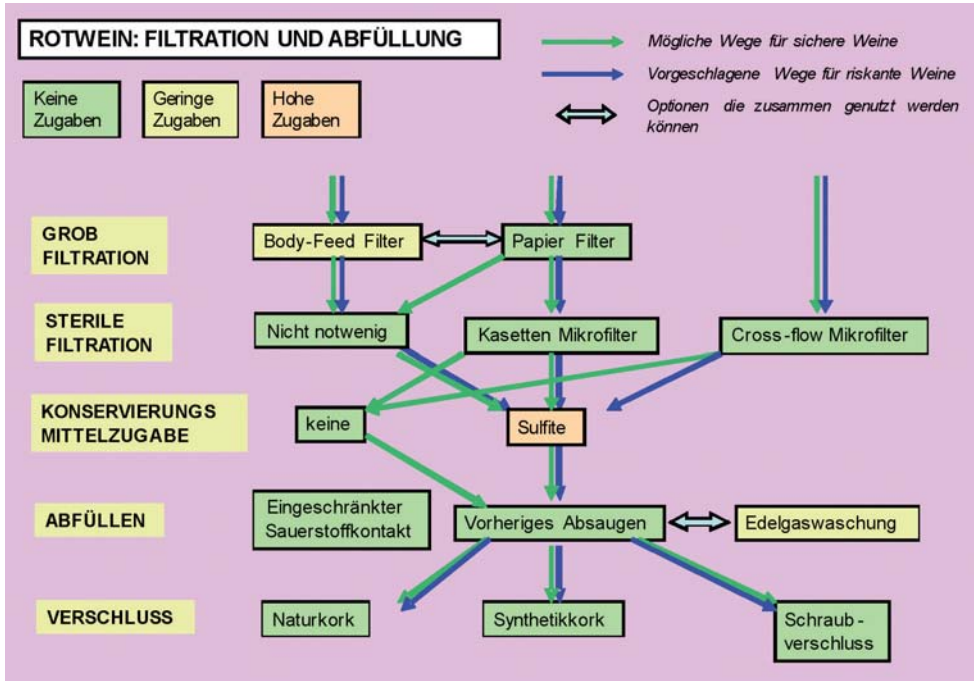 ROTWEIN: FILTRATION UND ABFÜLLUNG
Mögliche Wege für sichere Weine
Vorgeschlagene Wege für riskante Weine
Optionen die zusammen genutzt werden
können
Keine
Zugaben
Geringe
Zugaben
Hohe
Zugaben
GROB
FILTRATION
Body-Feed Filter
Papier Filter
STERILE
FILTRATION
Nicht notwenig
Kasetten Mikrofilter
Cross-flow Mikrofilter
KONSERVIERUNGS
MITTELZUGABE
keine
Sulfite
ABFÜLLEN
Eingeschränkter
Sauerstoffkontakt
Vorheriges Absaugen
Edelgaswaschung
VERSCHLUSS
Naturkork
Synthetikkork
Schraub-
verschluss